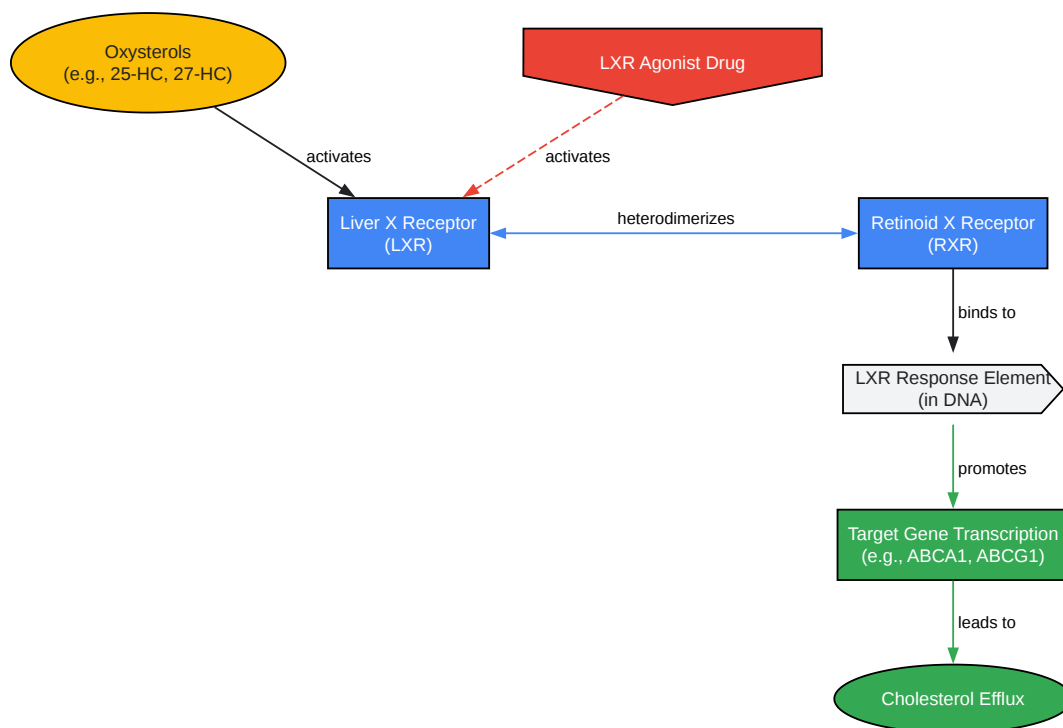 Oxysterols
(e.g., 25-HC, 27-HC)
LXR Agonist Drug
activates
activates
Liver X Receptor
(LXR)
heterodimerizes
Retinoid X Receptor
(RXR)
binds to
LXR Response Element
(in DNA)
promotes
Target Gene Transcription
(e.g., ABCA1, ABCG1)
leads to
Cholesterol Efflux